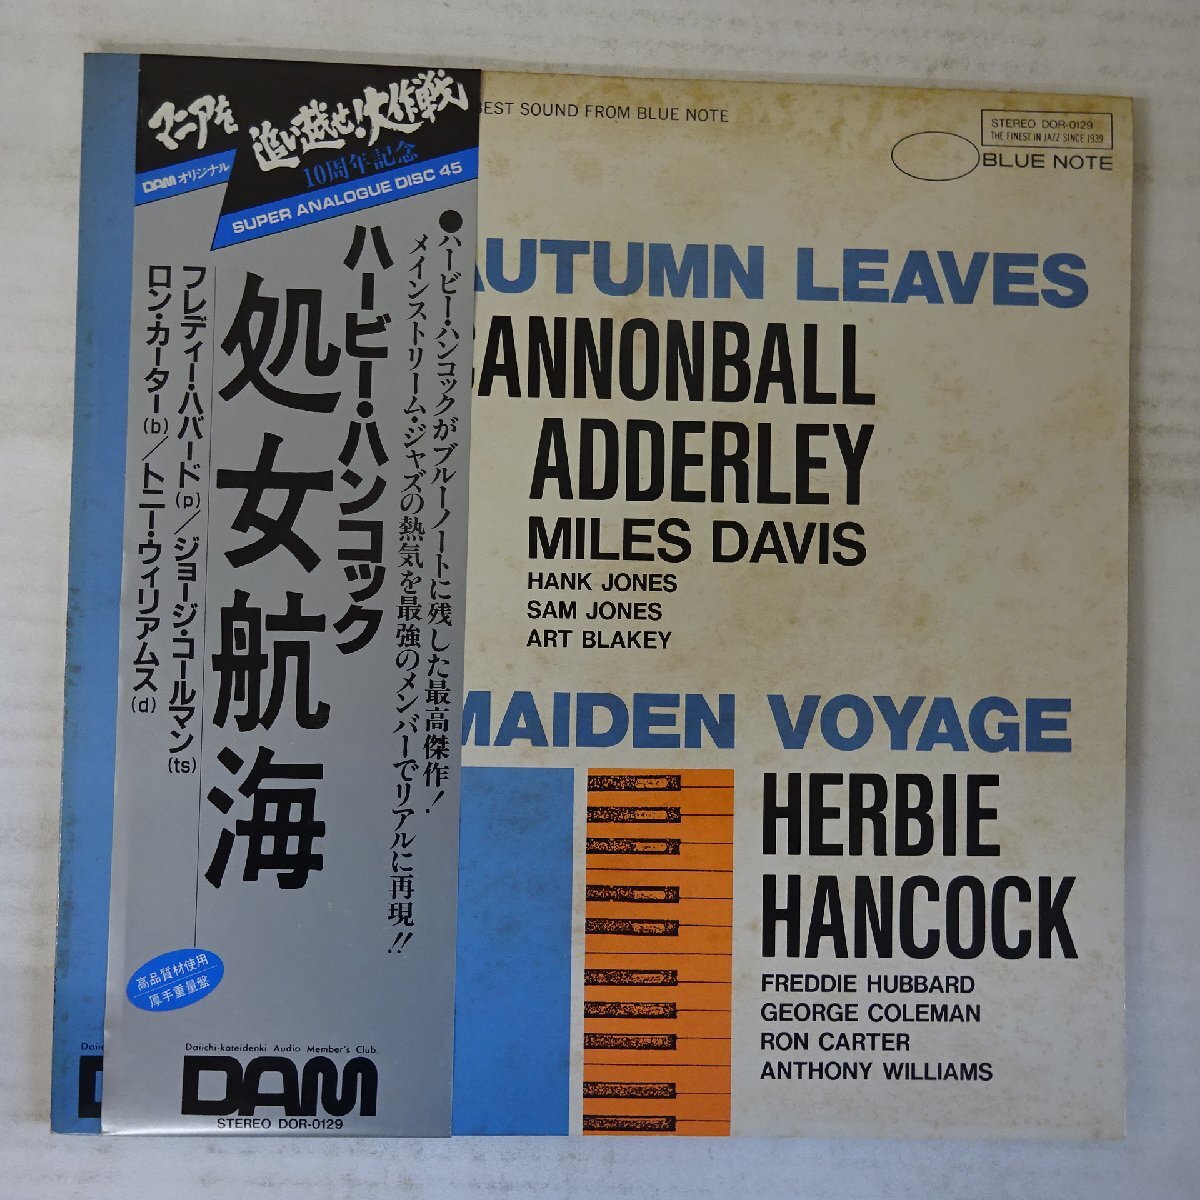 マニアを
追い越せ!大作戦
10周年記念
DAMオリジナル
SUPER ANALOGUE DISC 45
●ハービー・ハンコックがブルーノートに残した最高傑作!
メインストリーム・ジャズの熱気を最強のメンバーでリアルに再現!!
ハービー・ハンコック
処女航海
フレディー・ハバード(p)/ジョージ・コールマン(ts)
ロン・カーター(b)/トニー・ウィリアムス(d)
高品質材使用
厚手重量盤
Daiichi-kateidenki Audio Member's Club.
DAM
STEREO DOR-0129
BEST SOUND FROM BLUE NOTE
STEREO DOR-0129
THE FINEST IN JAZZ SINCE 1939
BLUE NOTE
AUTUMN LEAVES
CANNONBALL
ADDERLEY
MILES DAVIS
HANK JONES
SAM JONES
ART BLAKEY
MAIDEN VOYAGE
HERBIE
HANCOCK
FREDDIE HUBBARD
GEORGE COLEMAN
RON CARTER
ANTHONY WILLIAMS